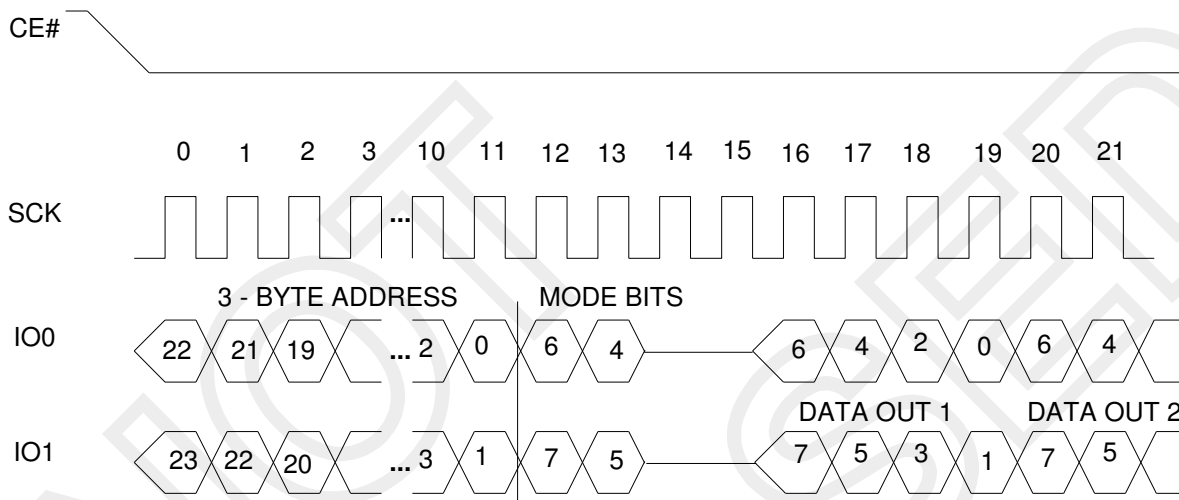 CE#
0 1 2 3 10 11 12 13 14 15 16 17 18 19 20 21
SCK ...
3 - BYTE ADDRESS MODE BITS
IO0 22 21 19 ... 2 0 6 4 6 4 2 0 6 4
DATA OUT 1 DATA OUT 2
IO1 23 22 20 ... 3 1 7 5 7 5 3 1 7 5